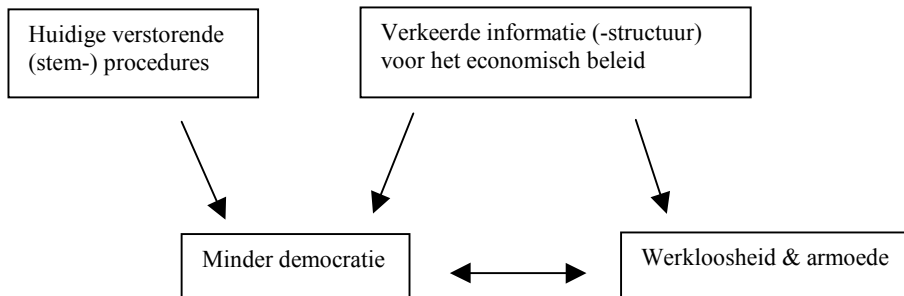 Huidige verstorende
(stem-) procedures
Verkeerde informatie (-structuur)
voor het economisch beleid
Minder democratie
Werkloosheid & armoede